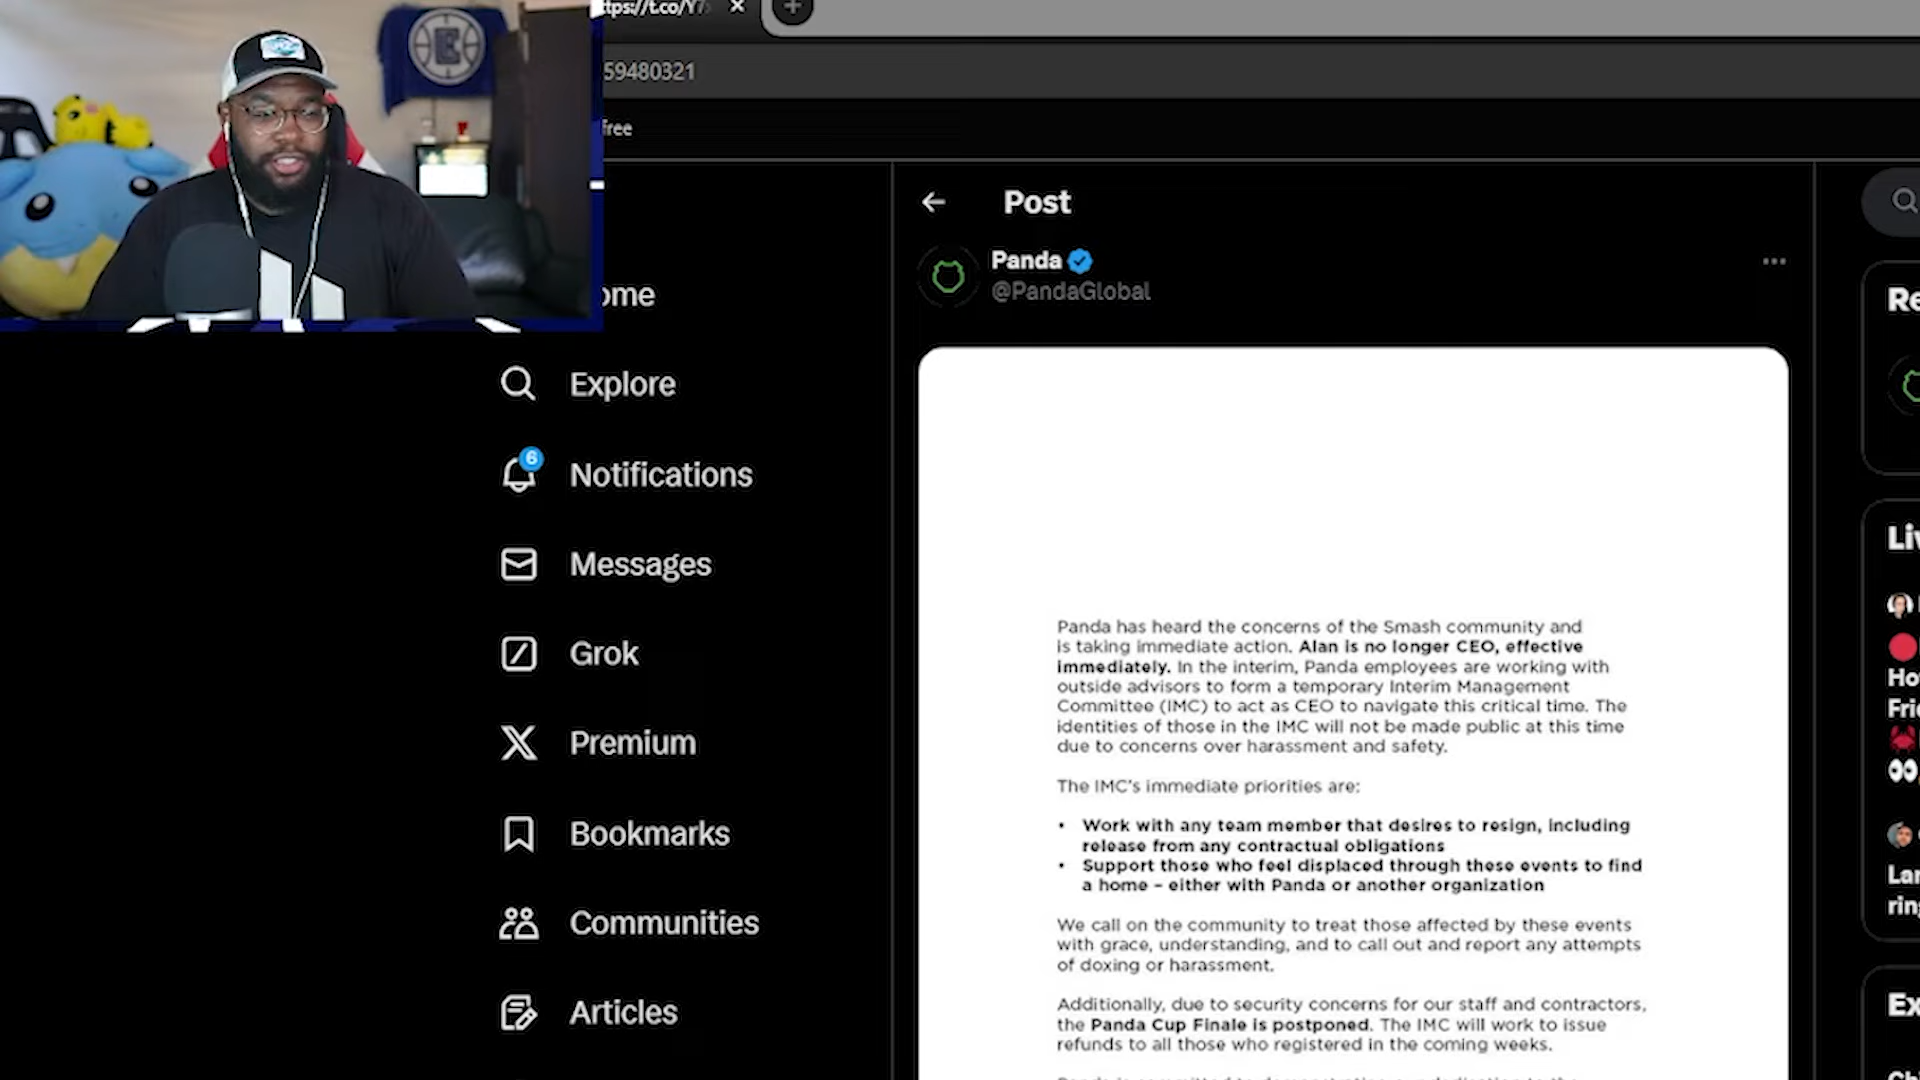 59480321
free
Post
Panda
@PandaGlobal
Explore
6
Notifications
Messages
Grok
Premium
Bookmarks
Communities
Articles
Panda has heard the concerns of the Smash community and
is taking immediate action. Alan is no longer CEO, effective
immediately. In the interim, Panda employees are working with
outside advisors to form a temporary Interim Management
Committee (IMC) to act as CEO to navigate this critical time. The
identities of those in the IMC will not be made public at this time
due to concerns over harassment and safety.
The IMC's immediate priorities are:
• Work with any team member that desires to resign, including
release from any contractual obligations
• Support those who feel displaced through these events to find
a home – either with Panda or another organization
We call on the community to treat those affected by these events
with grace, understanding, and to call out and report any attempts
of doxing or harassment.
Additionally, due to security concerns for our staff and contractors,
the Panda Cup Finale is postponed. The IMC will work to issue
refunds to all those who registered in the coming weeks.